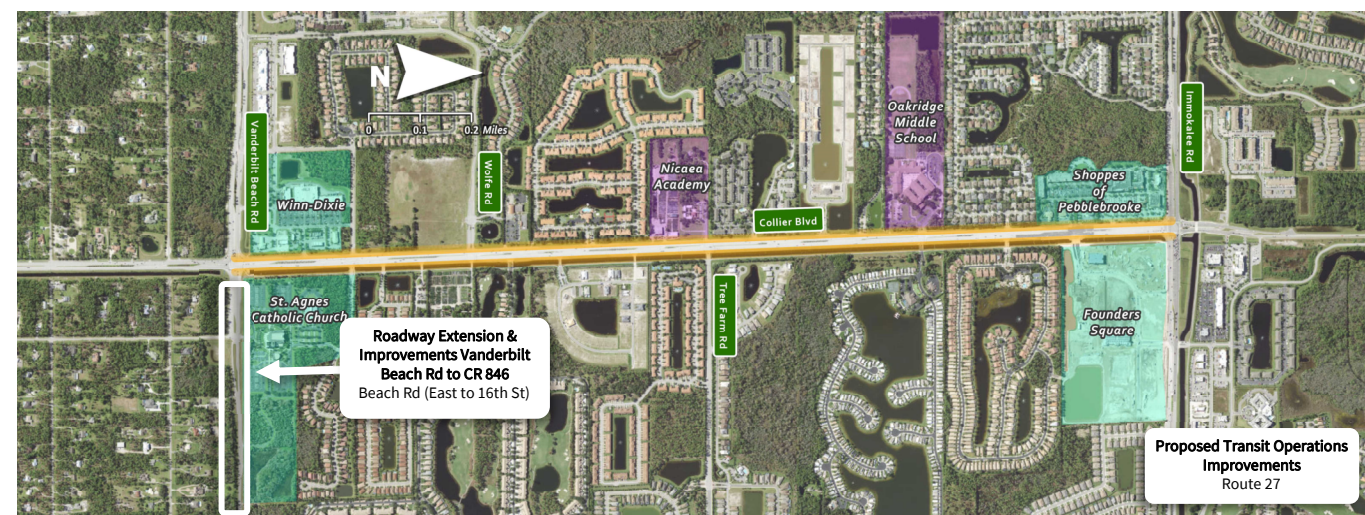 N
0 0.1 0.2 Miles
Vanderbilt Beach Rd
Winn-Dixie
Wolfe Rd
Nicaea
Academy
Collier Blvd
Oakridge
Middle
School
Shoppes
of
Pebblebrooke
Immokalee Rd
St. Agnes
Catholic Church
Roadway Extension &
Improvements Vanderbilt
Beach Rd to CR 846
Beach Rd (East to 16th St)
Tree Farm Rd
Founders
Square
Proposed Transit Operations
Improvements
Route 27